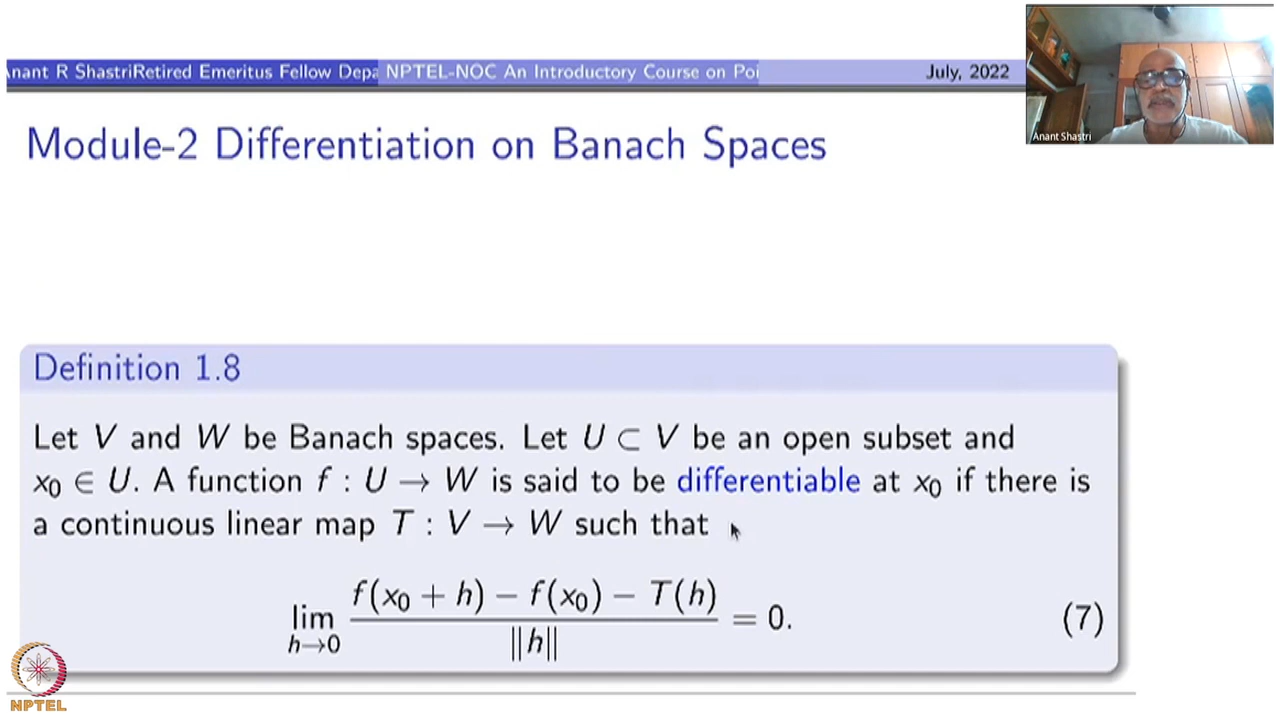 Anant R ShastriRetired Emeritus Fellow Depa NPTEL-NOC An Introductory Course on Poi July, 2022
Anant Shastri
Module-2 Differentiation on Banach Spaces
Definition 1.8
Let V and W be Banach spaces. Let U ⊂ V be an open subset and
x₀ ∈ U. A function f : U → W is said to be differentiable at x₀ if there is
a continuous linear map T : V → W such that
lim_{h→0} \frac{f(x₀ + h) − f(x₀) − T(h)}{‖h‖} = 0. (7)
NPTEL